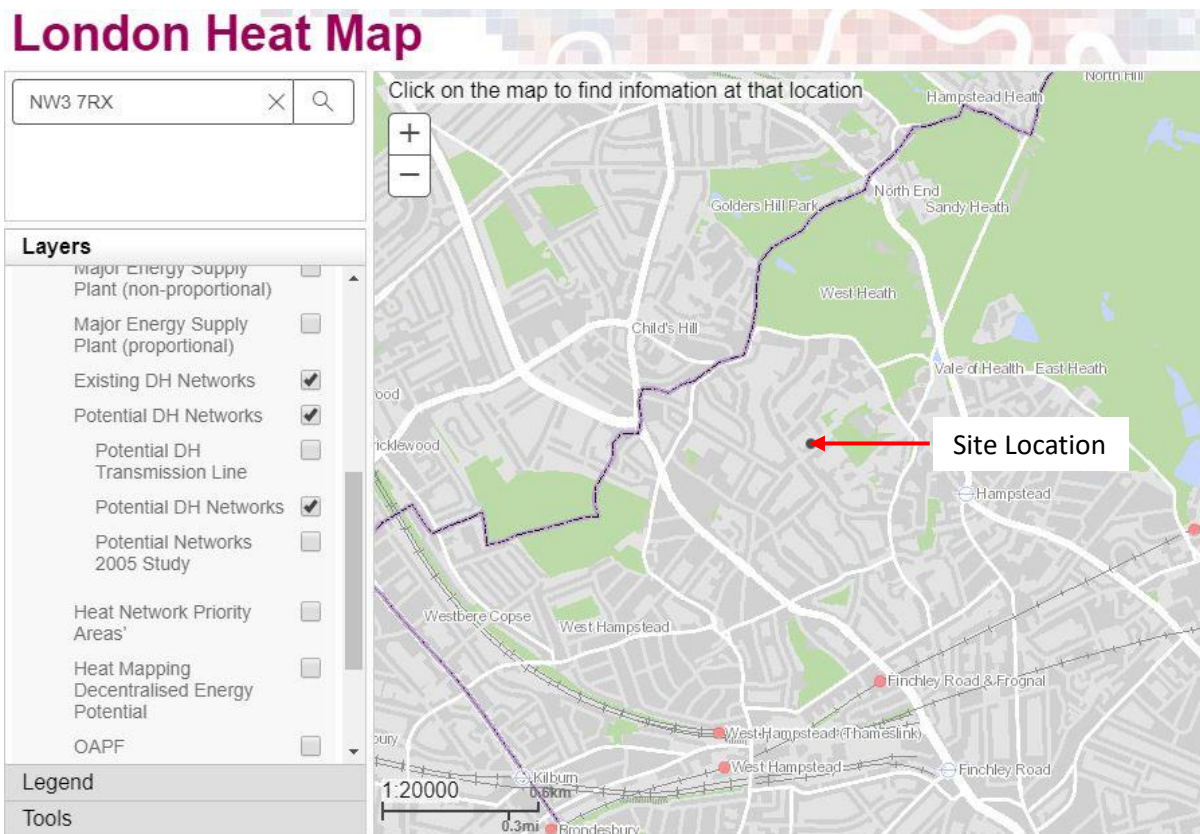 London Heat Map
NW3 7RX
Layers
Major Energy Supply
Plant (non-proportional)
Major Energy Supply
Plant (proportional)
Existing DH Networks
Potential DH Networks
Potential DH
Transmission Line
Potential DH Networks
Potential Networks
2005 Study
Heat Network Priority
Areas'
Heat Mapping
Decentralised Energy
Potential
OAPF
Legend
Tools
Click on the map to find infomation at that location
+
−
North Hill
Hampstead Heath
North End
Golders Hill Park
Sandy Heath
West Heath
Child's Hill
Vale of Health
East Heath
ood
ricklewood
Site Location
Hampstead
Westbere Copse
West Hampstead
Finchley Road & Frognal
West Hampstead (Thameslink)
bury
West Hampstead
Finchley Road
Kilburn
1:20000
0.6km
0.3mi
Brondesbury